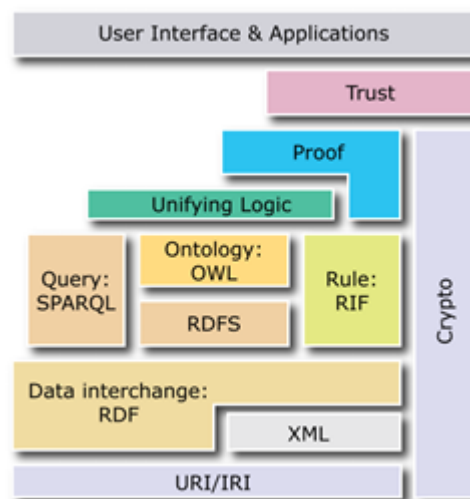 User Interface & Applications
Trust
Proof
Unifying Logic
Query:
SPARQL
Ontology:
OWL
RDFS
Rule:
RIF
Crypto
Data interchange:
RDF
XML
URI/IRI